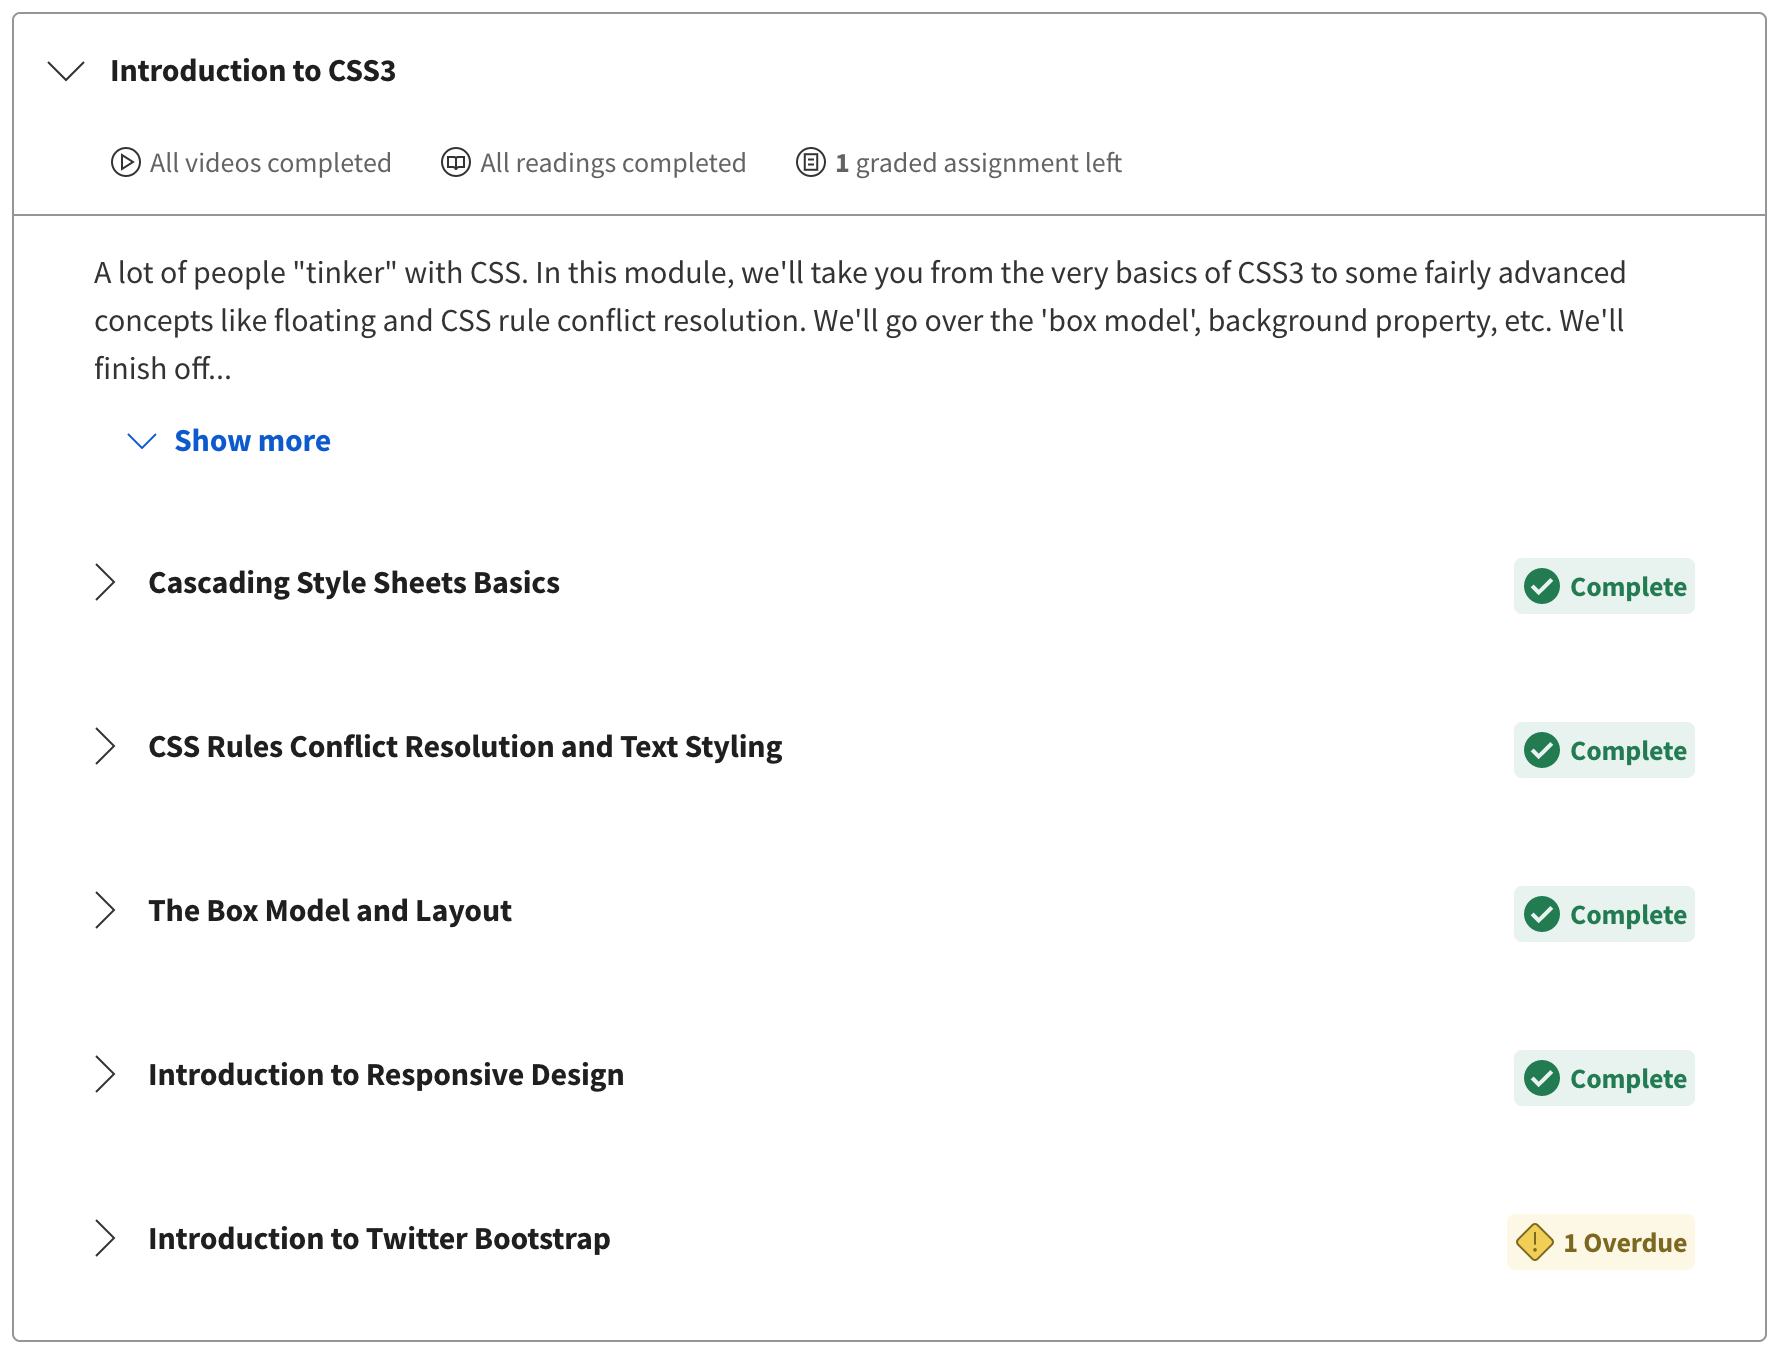 Introduction to CSS3
All videos completed
All readings completed
1 graded assignment left
A lot of people "tinker" with CSS. In this module, we'll take you from the very basics of CSS3 to some fairly advanced
concepts like floating and CSS rule conflict resolution. We'll go over the 'box model', background property, etc. We'll
finish off...
Show more
Cascading Style Sheets Basics
Complete
CSS Rules Conflict Resolution and Text Styling
Complete
The Box Model and Layout
Complete
Introduction to Responsive Design
Complete
Introduction to Twitter Bootstrap
1 Overdue